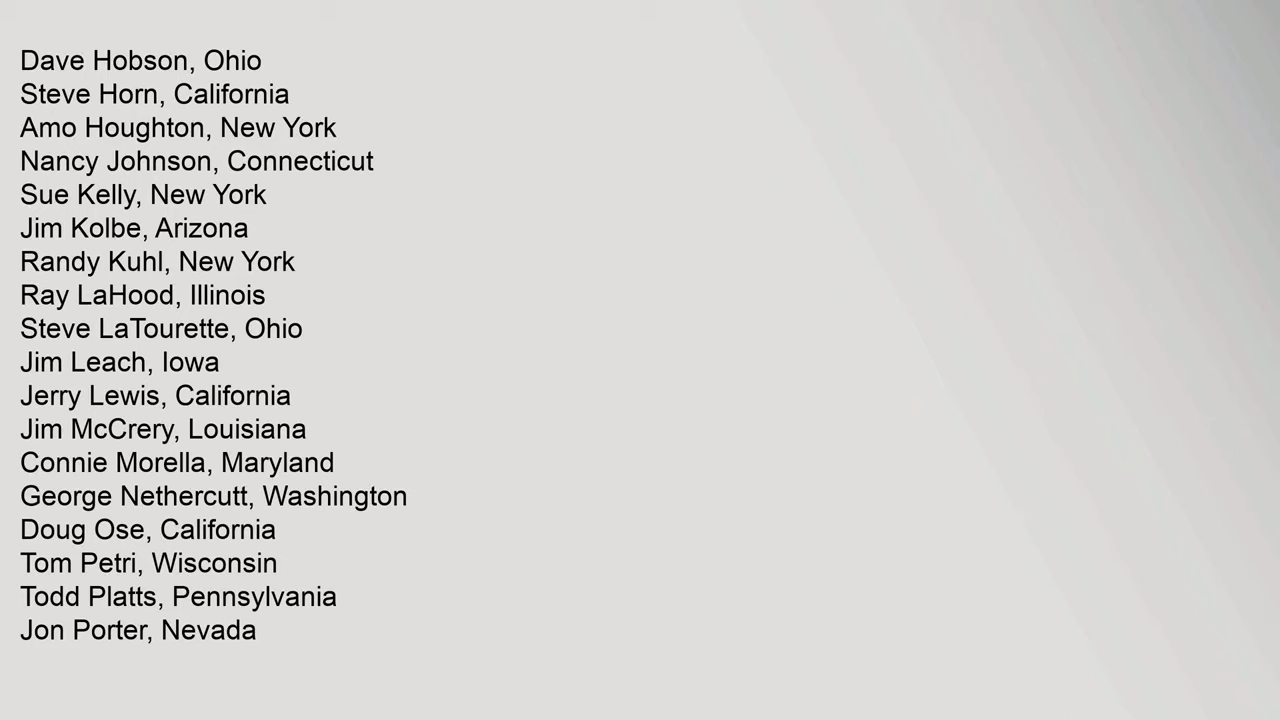 Dave Hobson, Ohio
Steve Horn, California
Amo Houghton, New York
Nancy Johnson, Connecticut
Sue Kelly, New York
Jim Kolbe, Arizona
Randy Kuhl, New York
Ray LaHood, Illinois
Steve LaTourette, Ohio
Jim Leach, Iowa
Jerry Lewis, California
Jim McCrery, Louisiana
Connie Morella, Maryland
George Nethercutt, Washington
Doug Ose, California
Tom Petri, Wisconsin
Todd Platts, Pennsylvania
Jon Porter, Nevada